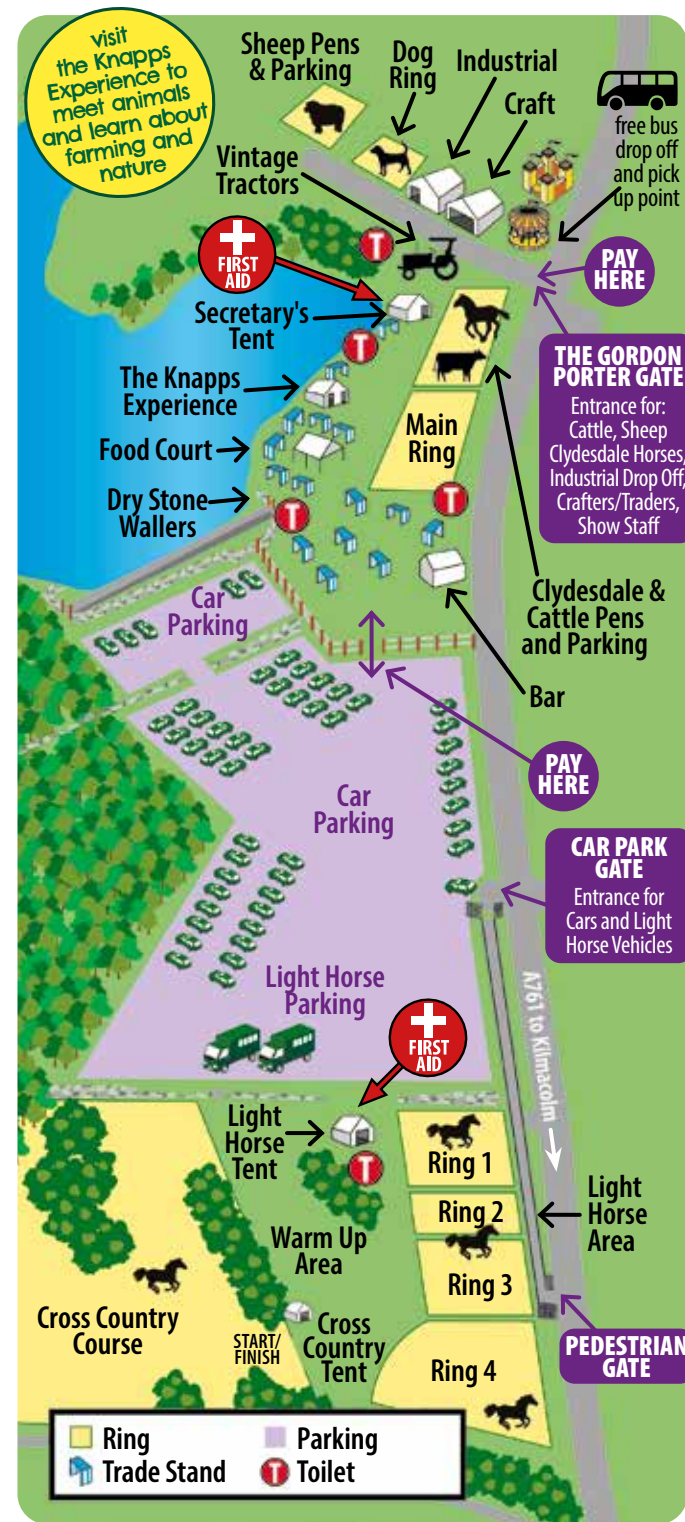 visit
the Knapps
Experience to
meet animals
and learn about
farming and
nature
Sheep Pens
& Parking
Dog
Ring
Industrial
Craft
free bus
drop off
and pick
up point
Vintage
Tractors
T
FIRST
AID
PAY
HERE
Secretary's
Tent
T
THE GORDON
PORTER GATE
Entrance for:
Cattle, Sheep
Clydesdale Horses,
Industrial Drop Off,
Crafters/Traders,
Show Staff
The Knapps
Experience
Main
Ring
Food Court
Dry Stone
Wallers
T
T
Clydesdale &
Cattle Pens
and Parking
Car
Parking
Bar
PAY
HERE
Car
Parking
CAR PARK
GATE
Entrance for
Cars and Light
Horse Vehicles
Light Horse
Parking
A761 to Kilmacolm
FIRST
AID
Light
Horse
Tent
T
Ring 1
Ring 2
Light
Horse
Area
Warm Up
Area
Ring 3
Cross Country
Course
START/
FINISH
Cross
Country
Tent
Ring 4
PEDESTRIAN
GATE
Ring
Parking
Trade Stand
T Toilet